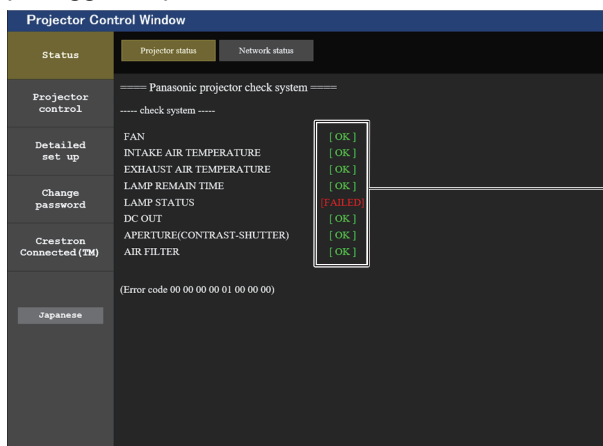 Projector Control Window
Status
Projector status
Network status
Projector
control
Detailed
set up
Change
password
Crestron
Connected(TM)
Japanese
==== Panasonic projector check system ====
----- check system -----
FAN [ OK ]
INTAKE AIR TEMPERATURE [ OK ]
EXHAUST AIR TEMPERATURE [ OK ]
LAMP REMAIN TIME [ OK ]
LAMP STATUS [FAILED]
DC OUT [ OK ]
APERTURE(CONTRAST-SHUTTER) [ OK ]
AIR FILTER [ OK ]
(Error code 00 00 00 00 01 00 00 00)